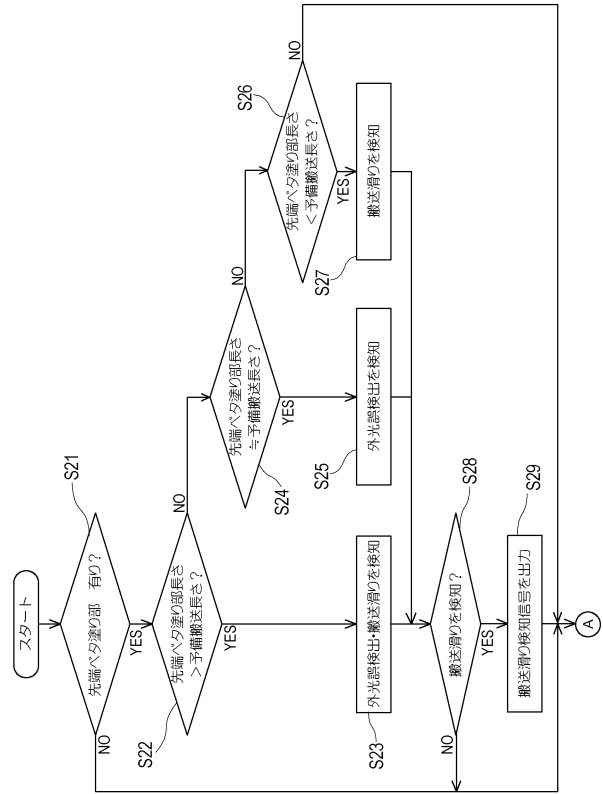 スタート
S21
先端ベタ塗り部 有り？
NO
YES
S22
先端ベタ塗り部長さ
＞予備搬送長さ？
NO
YES
S24
先端ベタ塗り部長さ
≒予備搬送長さ？
NO
YES
S26
先端ベタ塗り部長さ
＜予備搬送長さ？
NO
YES
S23
外光誤検出・搬送滑りを検知
S25
外光誤検出を検知
S27
搬送滑りを検知
S28
搬送滑りを検知？
NO
YES
S29
搬送滑り検知信号を出力
A